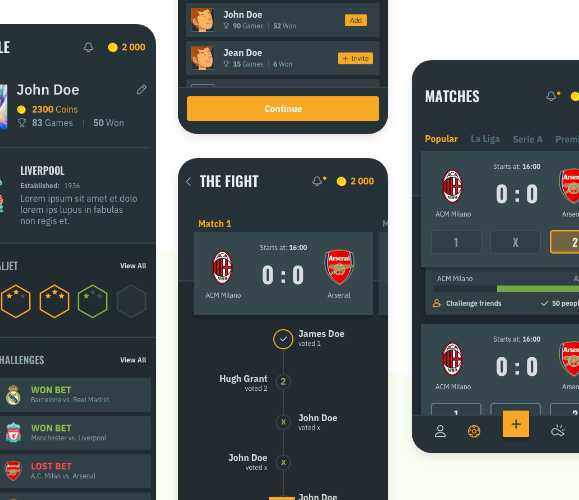 LE
2 000
John Doe
2300 Coins
83 Games | 50 Won
LIVERPOOL
Established: 1936
Lorem ipsum sit amet et dolo
lorem ips lupus in fabulas
non regis et.
ALJET
View All
CHALLENGES
View All
WON BET
Barcelona vs. Real Madrid
WON BET
Manchester vs. Liverpool
LOST BET
A.C. Milan vs. Arsenal
John Doe
90 Games | 52 Won
Add
Jean Doe
15 Games | 6 Won
+ Invite
Continue
THE FIGHT
2 000
Match 1
M
Starts at: 16:00
0 : 0
ACM Milano
Arsenal
Arsenal
James Doe
voted 1
Hugh Grant
voted 2
2
John Doe
voted x
X
John Doe
voted x
X
John Doe
MATCHES
Popular
La Liga
Serie A
Premi
Starts at: 16:00
0 : 0
ACM Milano
Arsen
1
X
2
ACM Milano
A
Challenge friends
50 peopl
Starts at: 16:00
0 : 0
ACM Milano
Arsen
1
+